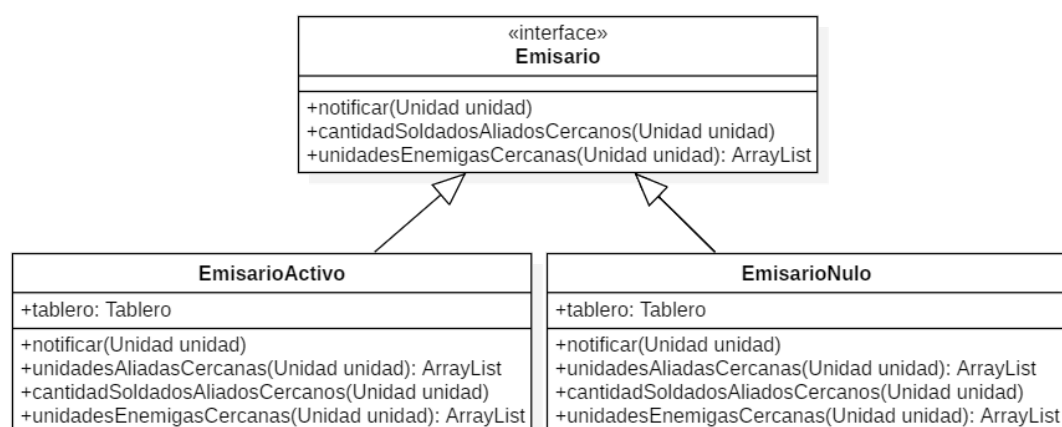 «interface»
Emisario
+notificar(Unidad unidad)
+cantidadSoldadosAliadosCercanos(Unidad unidad)
+unidadesEnemigasCercanas(Unidad unidad): ArrayList
EmisarioActivo
+tablero: Tablero
+notificar(Unidad unidad)
+unidadesAliadasCercanas(Unidad unidad): ArrayList
+cantidadSoldadosAliadosCercanos(Unidad unidad)
+unidadesEnemigasCercanas(Unidad unidad): ArrayList
EmisarioNulo
+tablero: Tablero
+notificar(Unidad unidad)
+unidadesAliadasCercanas(Unidad unidad): ArrayList
+cantidadSoldadosAliadosCercanos(Unidad unidad)
+unidadesEnemigasCercanas(Unidad unidad): ArrayList